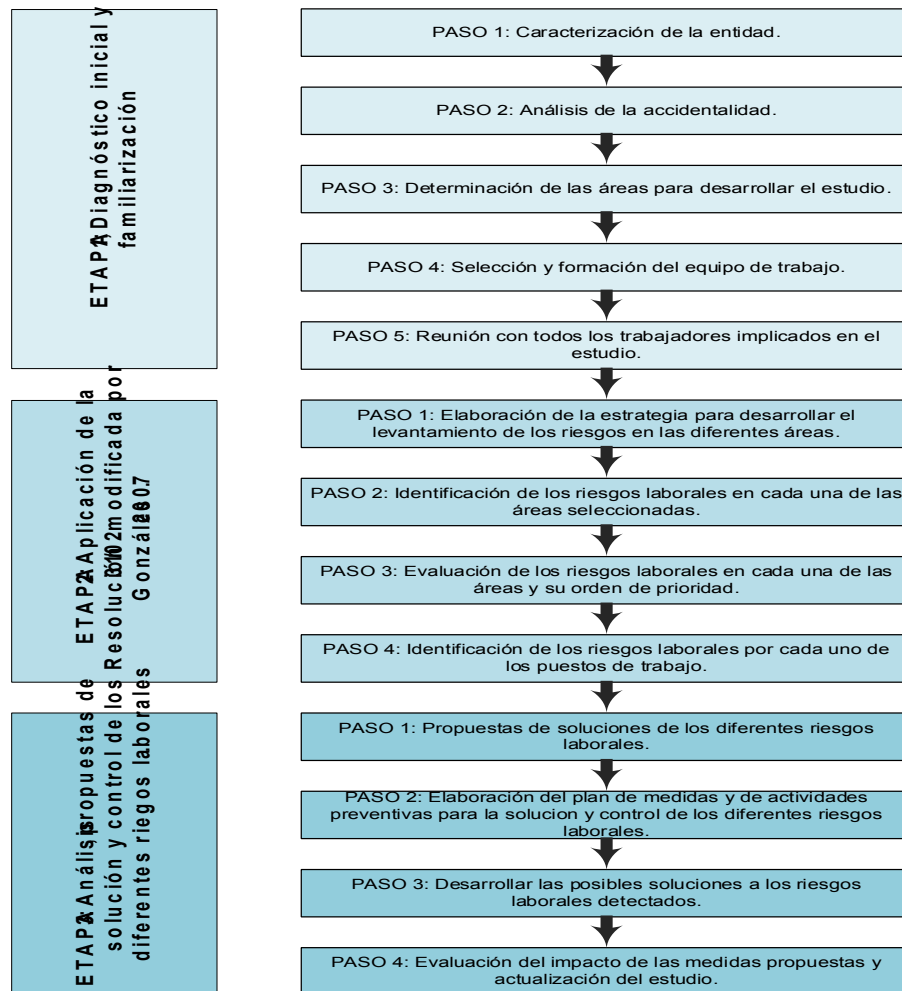 ETAPA 1: Diagnóstico inicial y
familiarización
PASO 1: Caracterización de la entidad.
PASO 2: Análisis de la accidentalidad.
PASO 3: Determinación de las áreas para desarrollar el estudio.
PASO 4: Selección y formación del equipo de trabajo.
PASO 5: Reunión con todos los trabajadores implicados en el
estudio.
ETAPA 2: Aplicación de la
Resolución modificada por
González
PASO 1: Elaboración de la estrategia para desarrollar el
levantamiento de los riesgos en las diferentes áreas.
PASO 2: Identificación de los riesgos laborales en cada una de las
áreas seleccionadas.
PASO 3: Evaluación de los riesgos laborales en cada una de las
áreas y su orden de prioridad.
PASO 4: Identificación de los riesgos laborales por cada uno de
los puestos de trabajo.
ETAPA 3: Análisis, propuestas de
solución y control de los
diferentes riegos laborales
PASO 1: Propuestas de soluciones de los diferentes riesgos
laborales.
PASO 2: Elaboración del plan de medidas y de actividades
preventivas para la solucion y control de los diferentes riesgos
laborales.
PASO 3: Desarrollar las posibles soluciones a los riesgos
laborales detectados.
PASO 4: Evaluación del impacto de las medidas propuestas y
actualización del estudio.